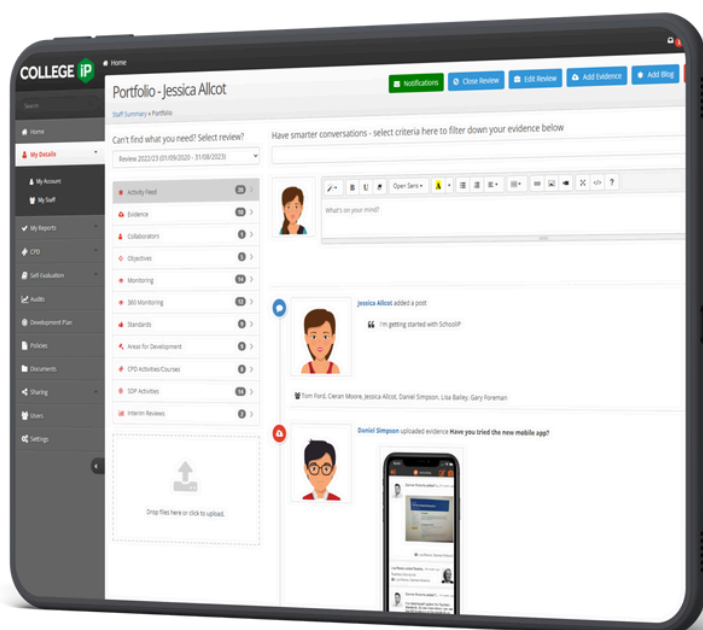 COLLEGE iP
Home
Search
Home
My Details
My Account
My Staff
My Reports
CPD
Self-Evaluation
Audits
Development Plan
Policies
Documents
Sharing
Users
Settings
Portfolio - Jessica Allcot
Staff Summary » Portfolio
Notifications
Close Review
Edit Review
Add Evidence
Add Blog
Can't find what you need? Select review?
Review 2022/23 (01/09/2020 - 31/08/2023)
Activity Feed
Evidence
Collaborators
Objectives
Monitoring 14
360 Monitoring
Standards
Areas for Development
CPD Activities/Courses
SDP Activities 14
Interim Reviews
Drop files here or click to upload.
Have smarter conversations - select criteria here to filter down your evidence below
B U Open Sans A
What's on your mind?
Jessica Allcot added a post
I'm getting started with SchooliP
Tom Ford, Cieran Moore, Jessica Allcot, Daniel Simpson, Lisa Bailey, Gary Foreman
Daniel Simpson uploaded evidence Have you tried the new mobile app?